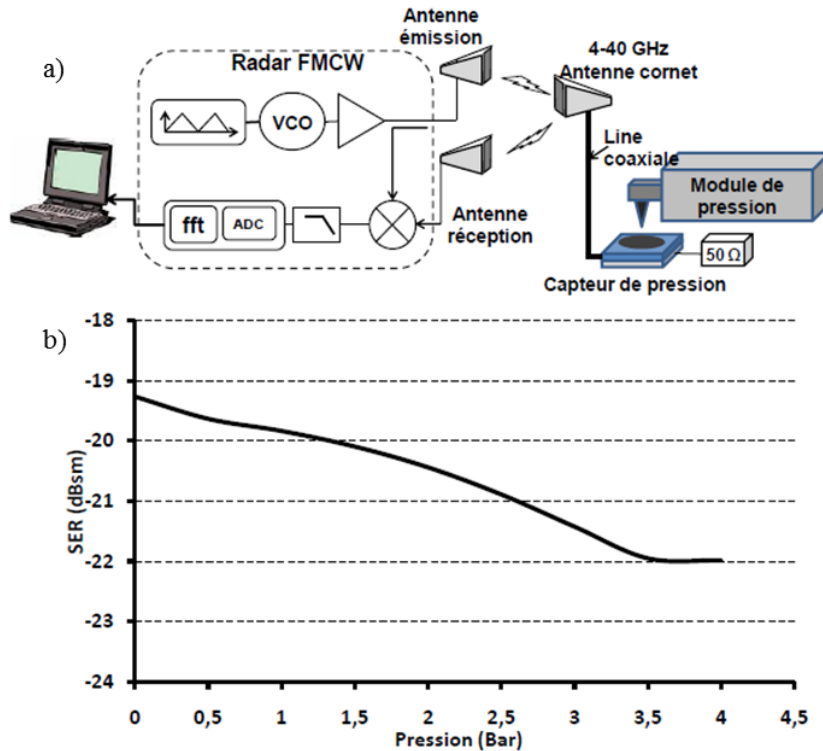 a)
Radar FMCW
VCO
fft
ADC
Antenne
émission
Antenne
réception
4-40 GHz
Antenne cornet
Line
coaxiale
Module de
pression
50 Ω
Capteur de pression
b)
SER (dBsm)
-18
-19
-20
-21
-22
-23
-24
0 0,5 1 1,5 2 2,5 3 3,5 4 4,5
Pression (Bar)